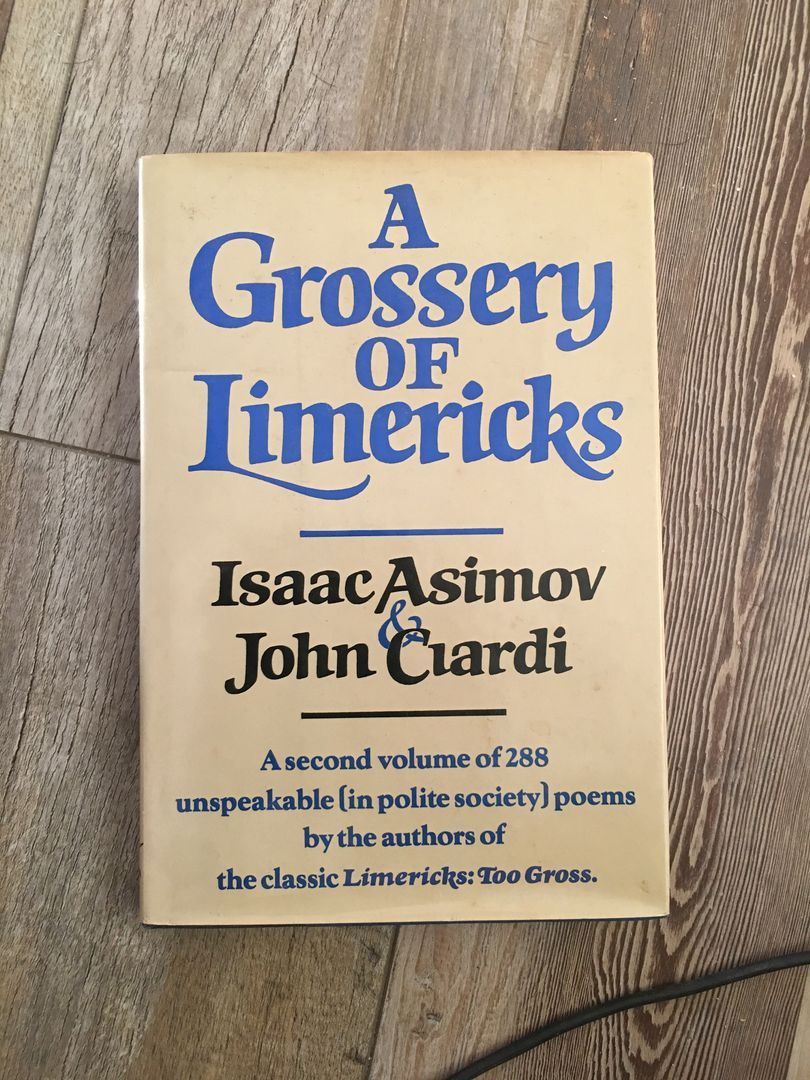 A
Grossery
OF
Limericks
Isaac Asimov
&
John Ciardi
A second volume of 288
unspeakable (in polite society) poems
by the authors of
the classic Limericks: Too Gross.